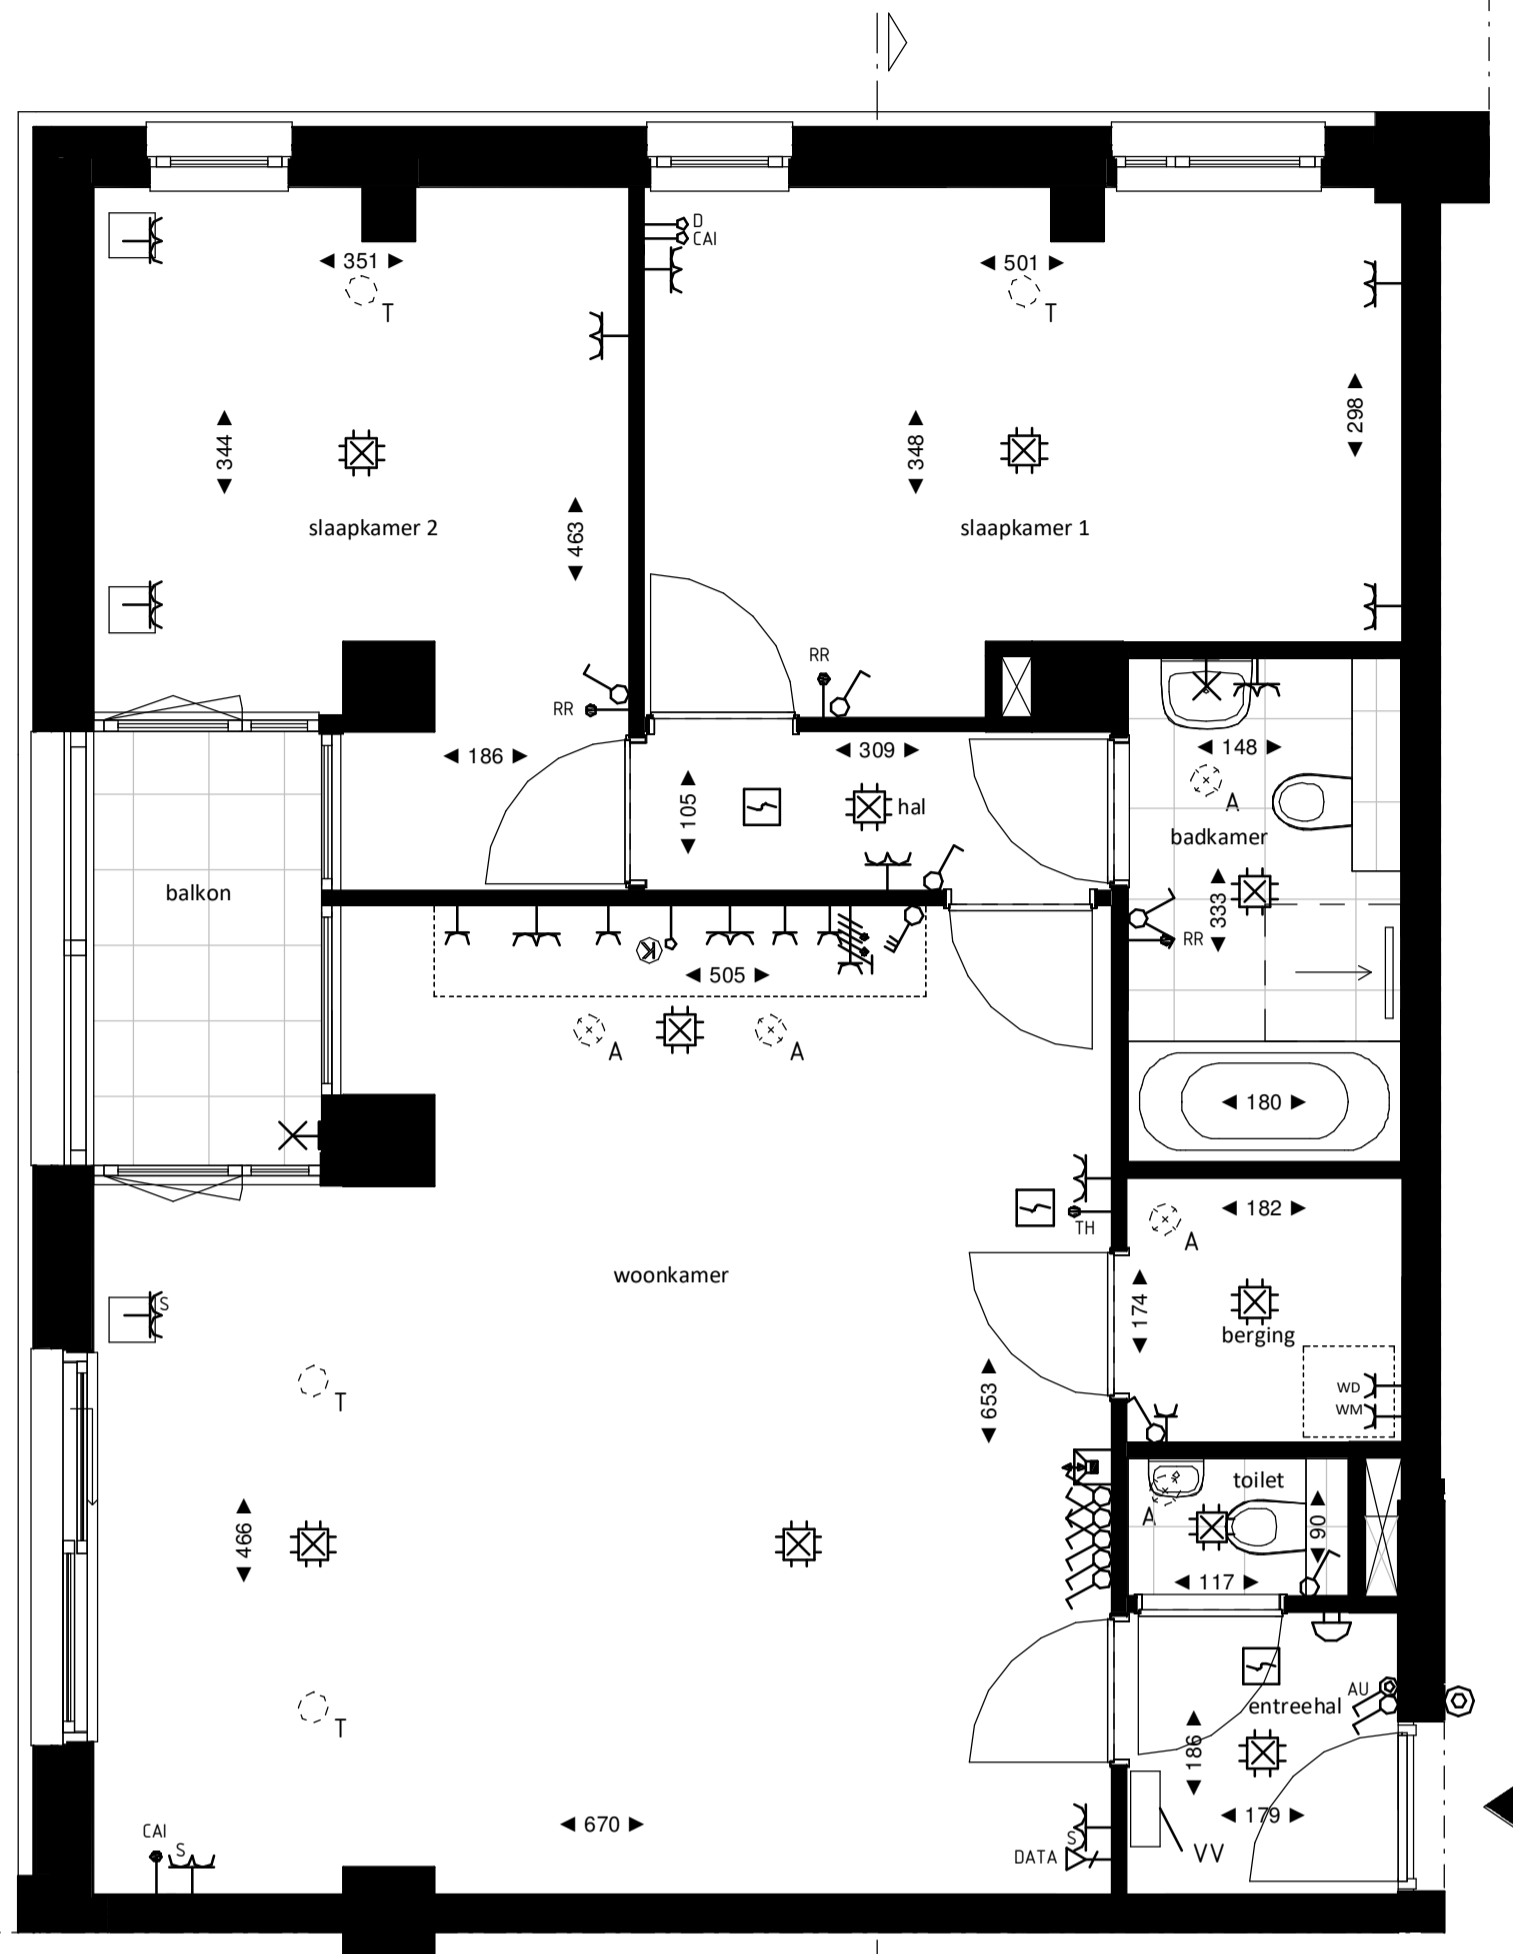 D
CAI
351
501
T
T
298
344
348
463
slaapkamer 2
slaapkamer 1
RR
RR
186
309
148
105
hal
A
badkamer
balkon
333
RR
505
A
A
180
182
A
TH
woonkamer
174
S
berging
653
T
WD
WM
toilet
A
90
466
117
AU
entreehal
T
186
179
670
CAI
S
S
DATA
VV